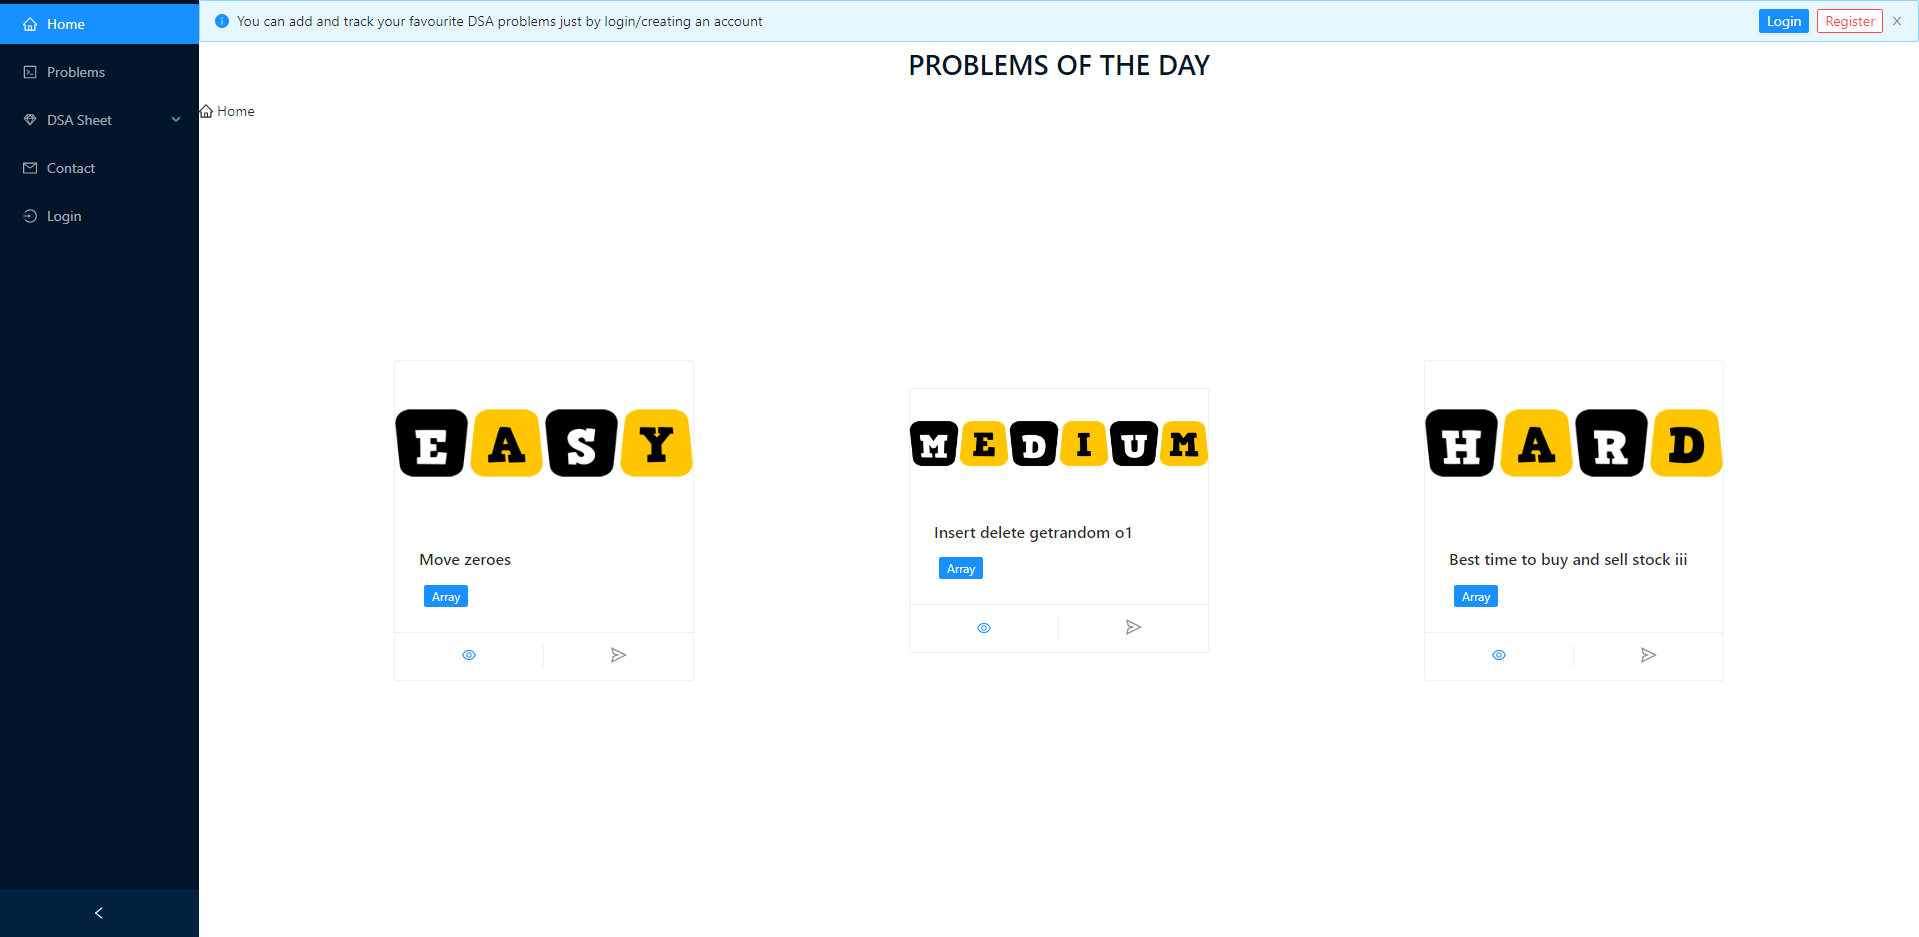 Home
Problems
DSA Sheet
Contact
Login
You can add and track your favourite DSA problems just by login/creating an account
Login
Register
PROBLEMS OF THE DAY
Home
EASY
Move zeroes
Array
MEDIUM
Insert delete getrandom o1
Array
HARD
Best time to buy and sell stock iii
Array